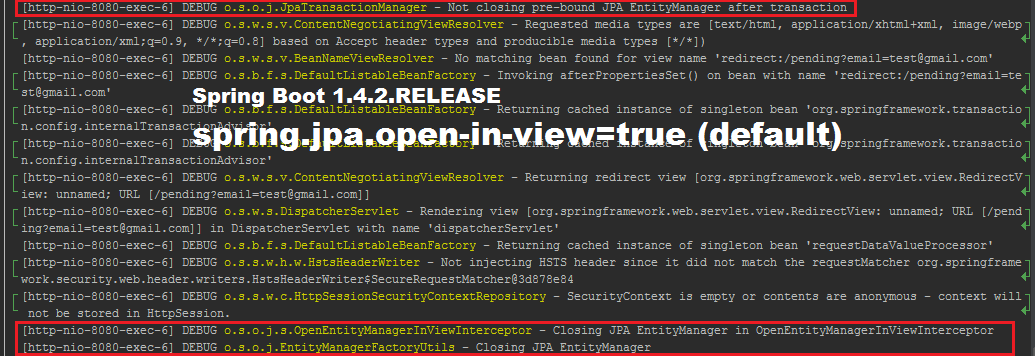 [http-nio-8080-exec-6] DEBUG o.s.o.j.JpaTransactionManager - Not closing pre-bound JPA EntityManager after transaction
[http-nio-8080-exec-6] DEBUG o.s.w.s.v.ContentNegotiatingViewResolver - Requested media types are [text/html, application/xhtml+xml, image/webp
, application/xml;q=0.9, */*;q=0.8] based on Accept header types and producible media types [*/*])
[http-nio-8080-exec-6] DEBUG o.s.w.s.v.BeanNameViewResolver - No matching bean found for view name 'redirect:/pending?email=test@gmail.com'
[http-nio-8080-exec-6] DEBUG o.s.b.f.s.DefaultListableBeanFactory - Invoking afterPropertiesSet() on bean with name 'redirect:/pending?email=te
st@gmail.com'
Spring Boot 1.4.2.RELEASE
[http-nio-8080-exec-6] DEBUG o.s.b.f.s.DefaultListableBeanFactory - Returning cached instance of singleton bean 'org.springframework.transactio
n.config.internalTransactionAdvisor'
spring.jpa.open-in-view=true (default)
[http-nio-8080-exec-6] DEBUG Returning cached instance of singleton bean 'org.springframework.transactio
n.config.internalTransactionAdvisor'
[http-nio-8080-exec-6] DEBUG o.s.w.s.v.ContentNegotiatingViewResolver - Returning redirect view [org.springframework.web.servlet.view.RedirectV
iew: unnamed; URL [/pending?email=test@gmail.com]]
[http-nio-8080-exec-6] DEBUG o.s.w.s.DispatcherServlet - Rendering view [org.springframework.web.servlet.view.RedirectView: unnamed; URL [/pend
ing?email=test@gmail.com]] in DispatcherServlet with name 'dispatcherServlet'
[http-nio-8080-exec-6] DEBUG o.s.b.f.s.DefaultListableBeanFactory - Returning cached instance of singleton bean 'requestDataValueProcessor'
[http-nio-8080-exec-6] DEBUG o.s.s.w.h.w.HstsHeaderWriter - Not injecting HSTS header since it did not match the requestMatcher org.springframe
work.security.web.header.writers.HstsHeaderWriter$SecureRequestMatcher@3d878e84
[http-nio-8080-exec-6] DEBUG o.s.s.w.c.HttpSessionSecurityContextRepository - SecurityContext is empty or contents are anonymous - context will
not be stored in HttpSession.
[http-nio-8080-exec-6] DEBUG o.s.o.j.s.OpenEntityManagerInViewInterceptor - Closing JPA EntityManager in OpenEntityManagerInViewInterceptor
[http-nio-8080-exec-6] DEBUG o.s.o.j.EntityManagerFactoryUtils - Closing JPA EntityManager